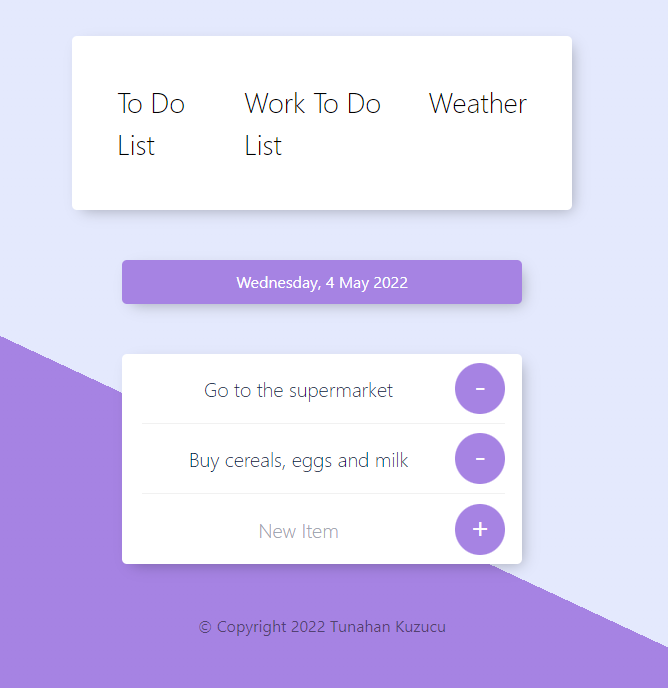 To Do List
Work To Do List
Weather
Wednesday, 4 May 2022
Go to the supermarket
-
Buy cereals, eggs and milk
-
New Item
+
© Copyright 2022 Tunahan Kuzucu